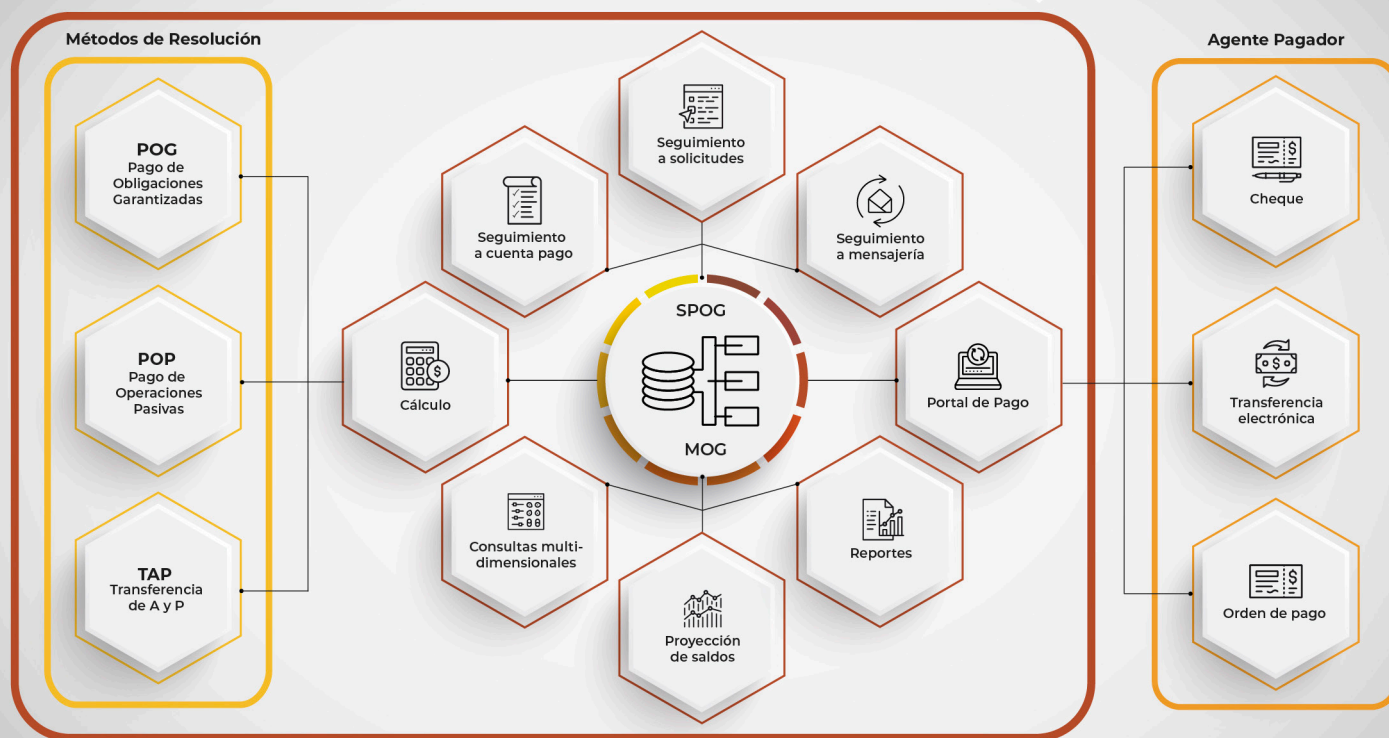 Métodos de Resolución
POG
Pago de
Obligaciones
Garantizadas
POP
Pago de
Operaciones
Pasivas
TAP
Transferencia
de A y P
Cálculo
Seguimiento
a cuenta pago
Seguimiento
a solicitudes
Seguimiento
a mensajería
SPOG
MOG
Portal de Pago
Consultas multi-
dimensionales
Proyección
de saldos
Reportes
Agente Pagador
Cheque
Transferencia
electrónica
Orden de pago